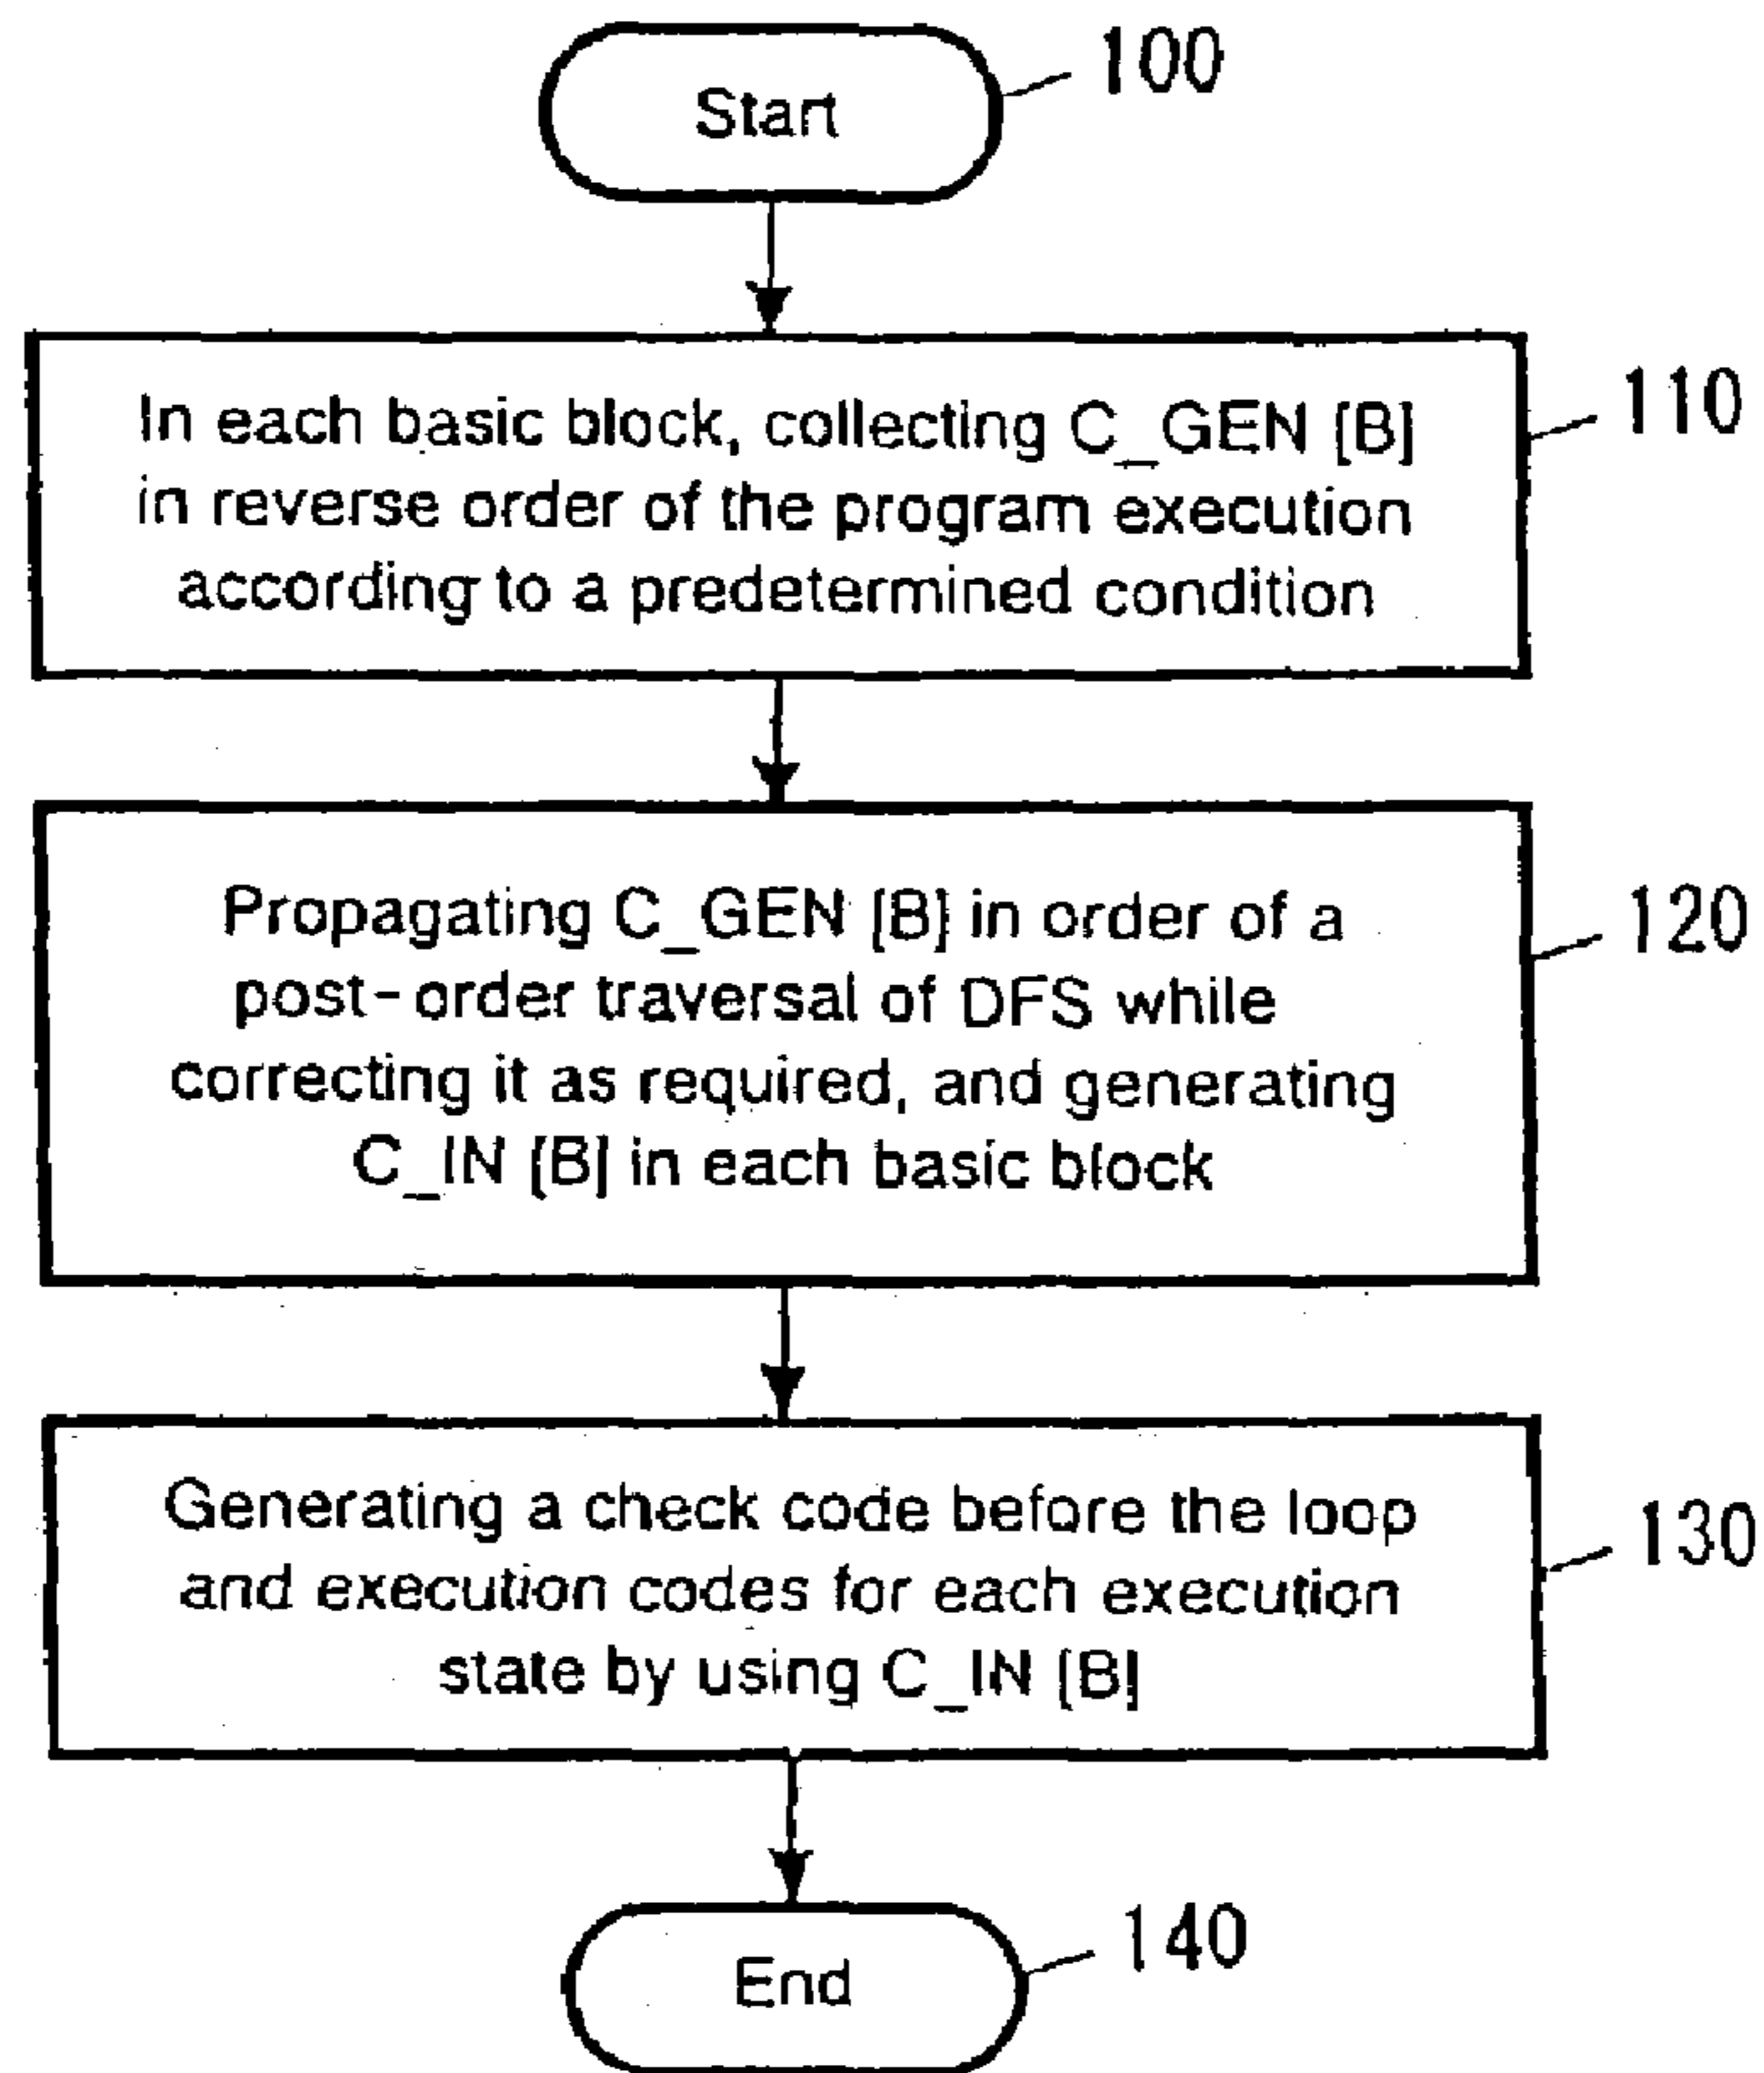 Start
100
In each basic block, collecting C_GEN [B]
in reverse order of the program execution
according to a predetermined condition
110
Propagating C_GEN [B] in order of a
post-order traversal of DFS while
correcting it as required, and generating
C_IN [B] in each basic block
120
Generating a check code before the loop
and execution codes for each execution
state by using C_IN [B]
130
End
140